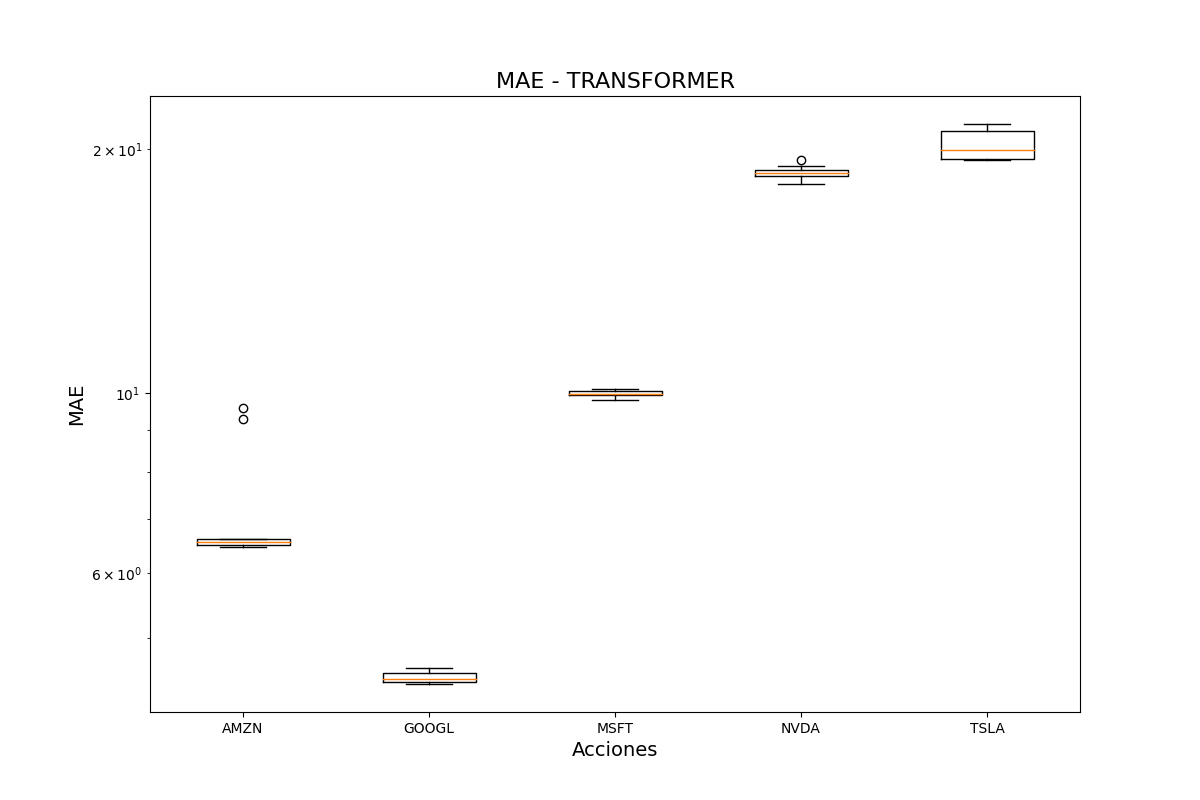 MAE - TRANSFORMER
2 × 10¹
10¹
6 × 10⁰
MAE
AMZN GOOGL MSFT NVDA TSLA
Acciones